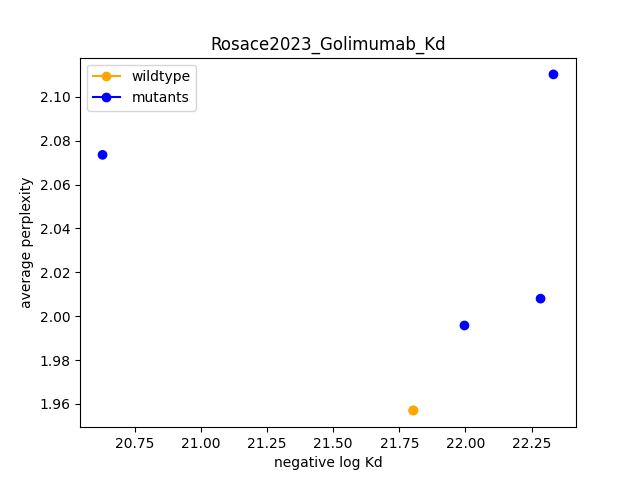 Rosace2023_Golimumab_Kd
wildtype
mutants
2.10
2.08
2.06
2.04
2.02
2.00
1.98
1.96
average perplexity
20.75 21.00 21.25 21.50 21.75 22.00 22.25
negative log Kd